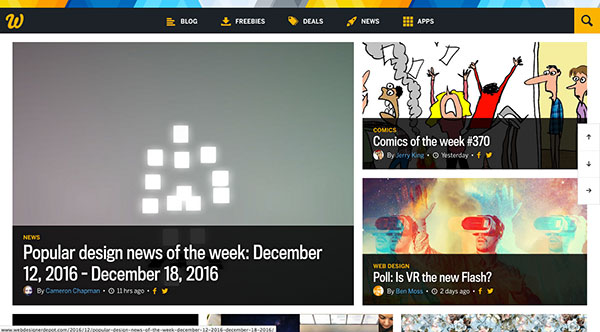 W
BLOG
FREEBIES
DEALS
NEWS
APPS
NEWS
Popular design news of the week: December
12, 2016 – December 18, 2016
By Cameron Chapman • 11 hrs ago •
COMICS
Comics of the week #370
By Jerry King • Yesterday •
WEB DESIGN
Poll: Is VR the new Flash?
By Ben Moss • 2 days ago •
www.webdesignerdepot.com/2016/12/popular-design-news-of-the-week-december-12-2016-december-18-2016/